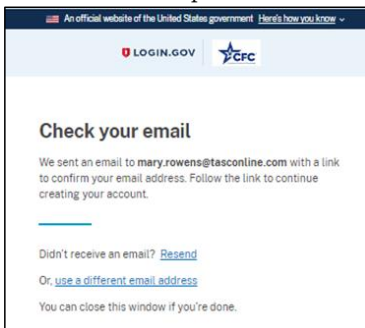 An official website of the United States government Here's how you know
LOGIN.GOV CFC
Check your email
We sent an email to mary.rowens@tasconline.com with a link
to confirm your email address. Follow the link to continue
creating your account.
Didn't receive an email? Resend
Or, use a different email address
You can close this window if you're done.